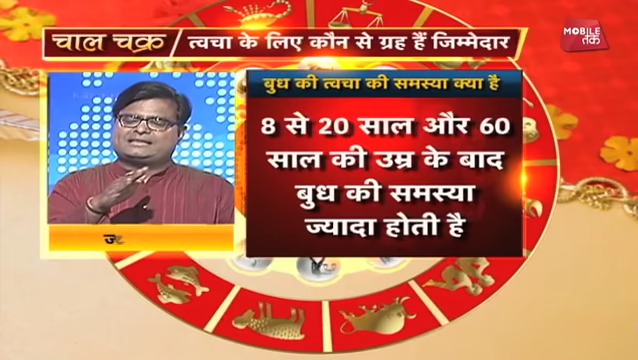 चाल चक्र त्वचा के लिए कौन से ग्रह हैं जिम्मेदार
MOBILE
तक
बुध की त्वचा की समस्या क्या है
8 से 20 साल और 60
साल की उम्र के बाद
बुध की समस्या
ज्यादा होती है